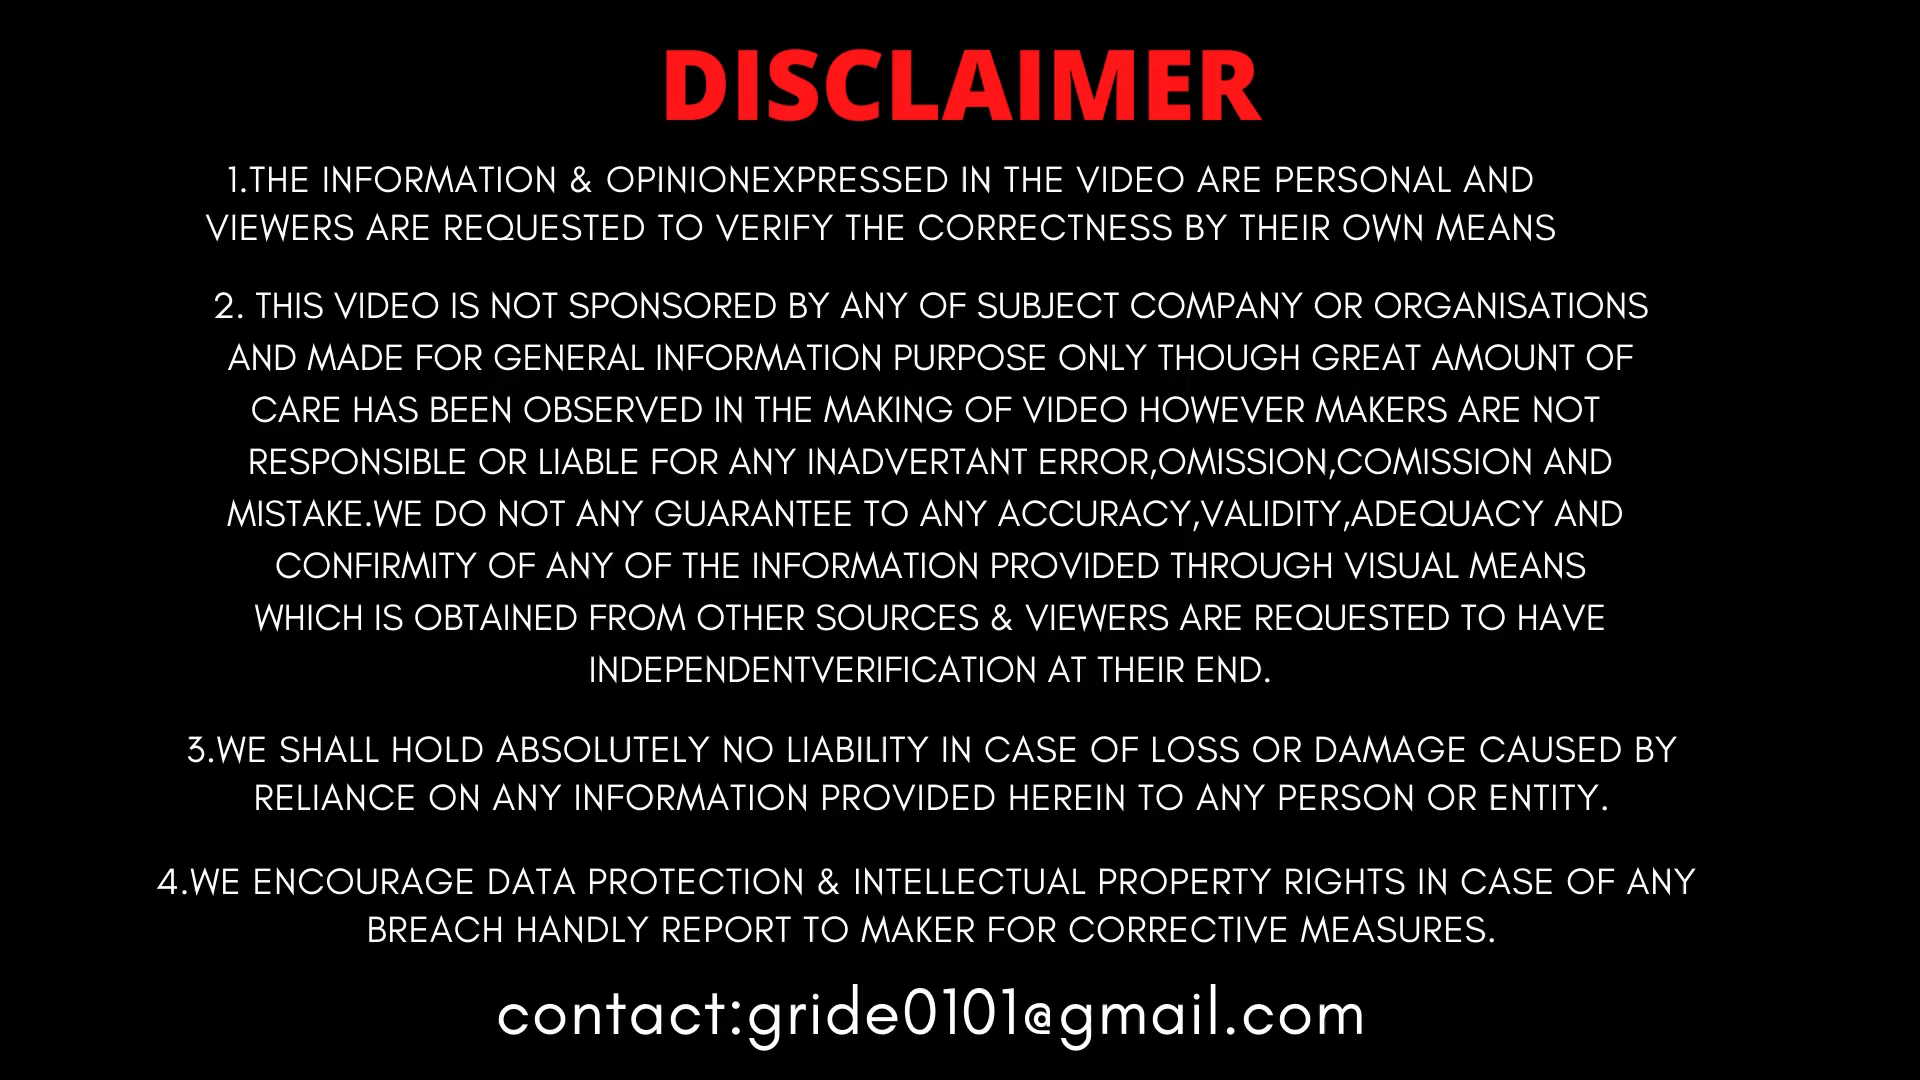 DISCLAIMER
1.THE INFORMATION & OPINIONEXPRESSED IN THE VIDEO ARE PERSONAL AND
VIEWERS ARE REQUESTED TO VERIFY THE CORRECTNESS BY THEIR OWN MEANS
2. THIS VIDEO IS NOT SPONSORED BY ANY OF SUBJECT COMPANY OR ORGANISATIONS
AND MADE FOR GENERAL INFORMATION PURPOSE ONLY THOUGH GREAT AMOUNT OF
CARE HAS BEEN OBSERVED IN THE MAKING OF VIDEO HOWEVER MAKERS ARE NOT
RESPONSIBLE OR LIABLE FOR ANY INADVERTANT ERROR,OMISSION,COMISSION AND
MISTAKE.WE DO NOT ANY GUARANTEE TO ANY ACCURACY,VALIDITY,ADEQUACY AND
CONFIRMITY OF ANY OF THE INFORMATION PROVIDED THROUGH VISUAL MEANS
WHICH IS OBTAINED FROM OTHER SOURCES & VIEWERS ARE REQUESTED TO HAVE
INDEPENDENTVERIFICATION AT THEIR END.
3.WE SHALL HOLD ABSOLUTELY NO LIABILITY IN CASE OF LOSS OR DAMAGE CAUSED BY
RELIANCE ON ANY INFORMATION PROVIDED HEREIN TO ANY PERSON OR ENTITY.
4.WE ENCOURAGE DATA PROTECTION & INTELLECTUAL PROPERTY RIGHTS IN CASE OF ANY
BREACH HANDLY REPORT TO MAKER FOR CORRECTIVE MEASURES.
contact:gride0101@gmail.com